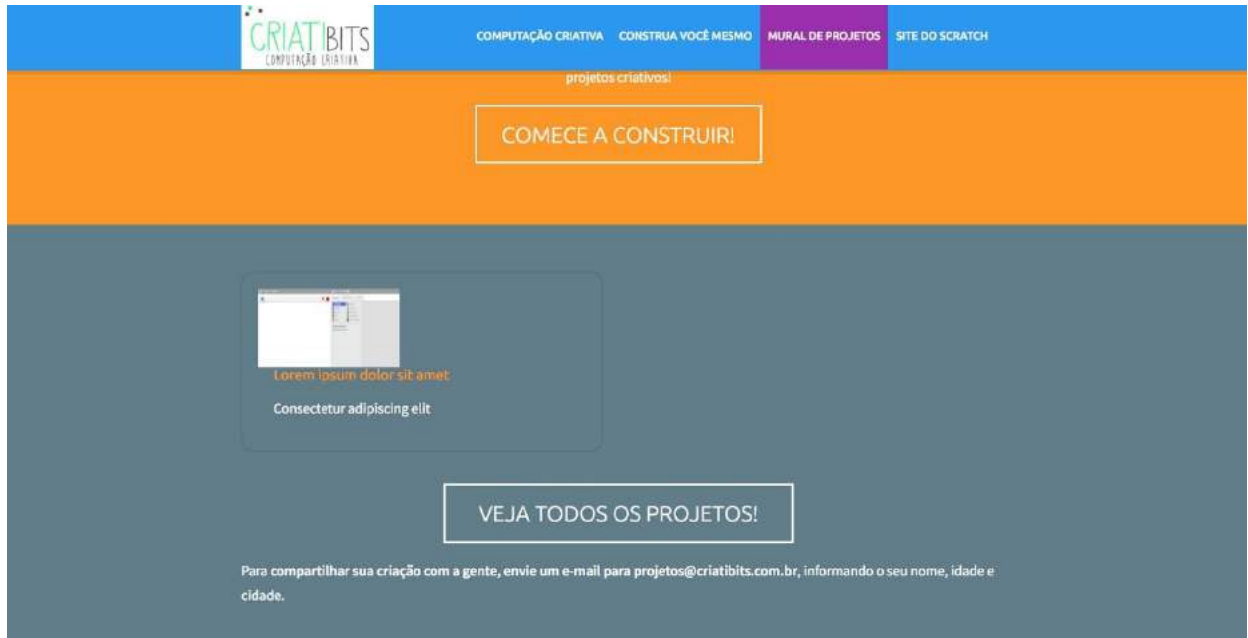 CRIATIBITS
COMPUTAÇÃO CRIATIVA
COMPUTAÇÃO CRIATIVA CONSTRUA VOCÊ MESMO MURAL DE PROJETOS SITE DO SCRATCH
projetos criativos!
COMECE A CONSTRUIR!
Lorem ipsum dolor sit amet
Consectetur adipiscing elit
VEJA TODOS OS PROJETOS!
Para compartilhar sua criação com a gente, envie um e-mail para projetos@criatibits.com.br, informando o seu nome, idade e
cidade.